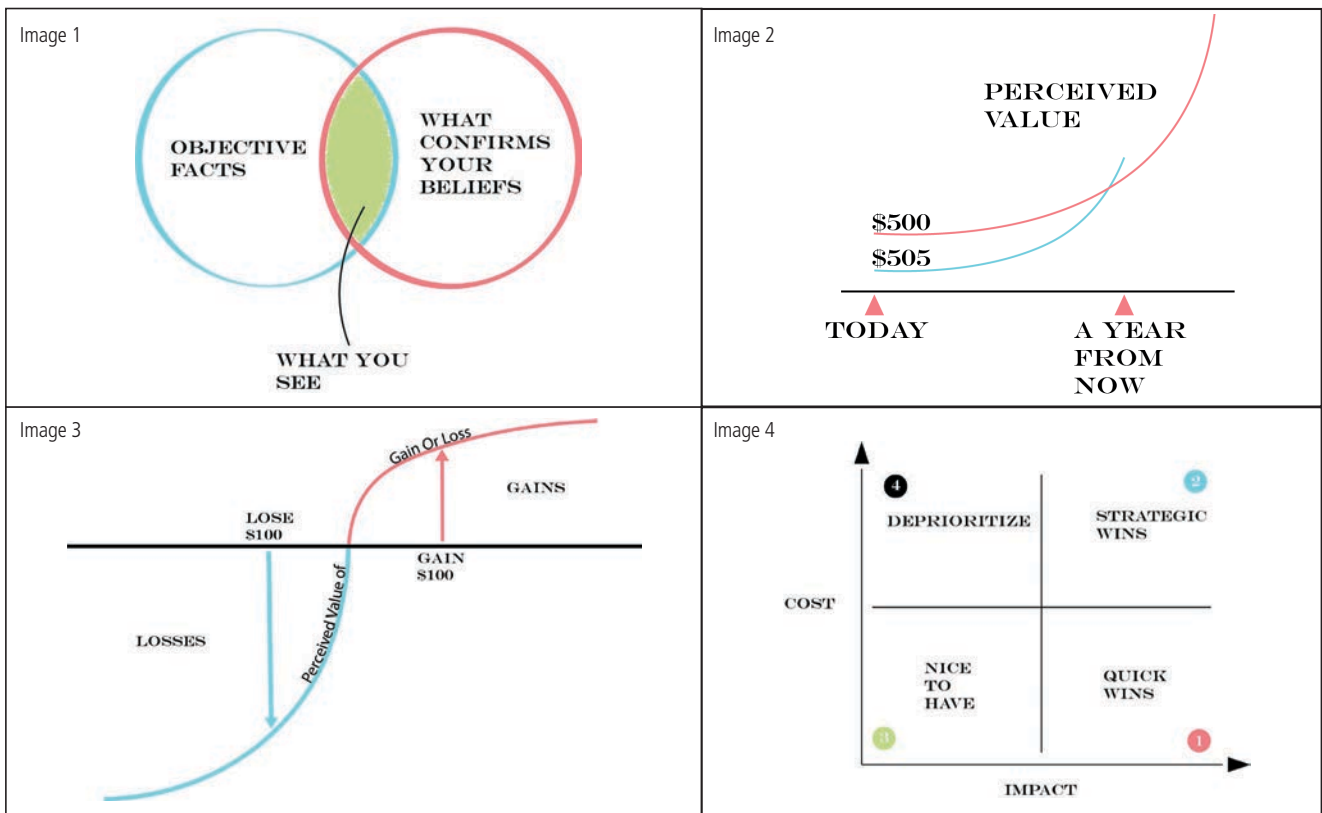 Image 1
OBJECTIVE
FACTS
WHAT
CONFIRMS
YOUR
BELIEFS
WHAT YOU
SEE
Image 2
PERCEIVED
VALUE
$500
$505
TODAY
A YEAR
FROM
NOW
Image 3
Gain Or Loss
GAINS
LOSE
$100
GAIN
$100
Perceived Value of
LOSSES
Image 4
4
2
DEPRIORITIZE
STRATEGIC
WINS
COST
NICE
TO
HAVE
QUICK
WINS
3
1
IMPACT